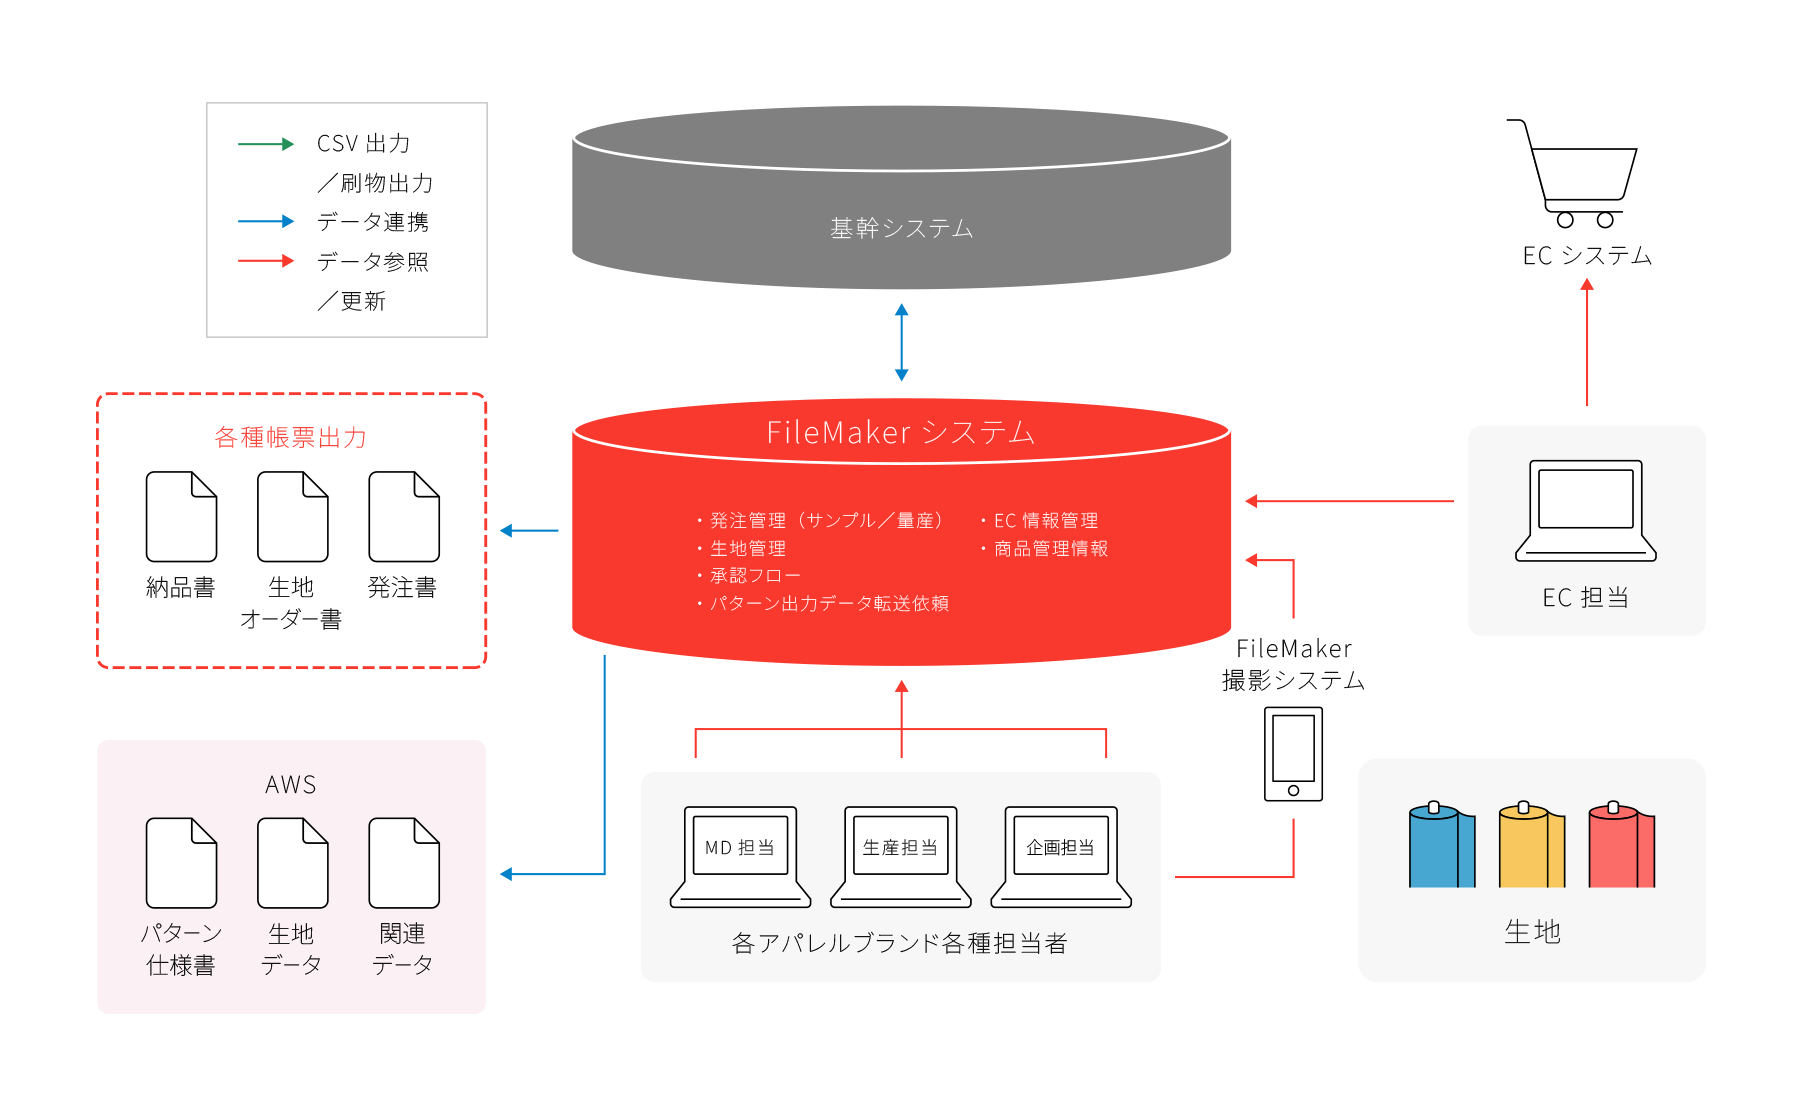 CSV 出力
／刷物出力
データ連携
データ参照
／更新
基幹システム
EC システム
各種帳票出力
納品書
生地
オーダー書
発注書
FileMaker システム
・発注管理（サンプル／量産）
・生地管理
・承認フロー
・パターン出力データ転送依頼
・EC 情報管理
・商品管理情報
EC 担当
FileMaker
撮影システム
AWS
パターン
仕様書
生地
データ
関連
データ
MD 担当
生産担当
企画担当
各アパレルブランド各種担当者
生地